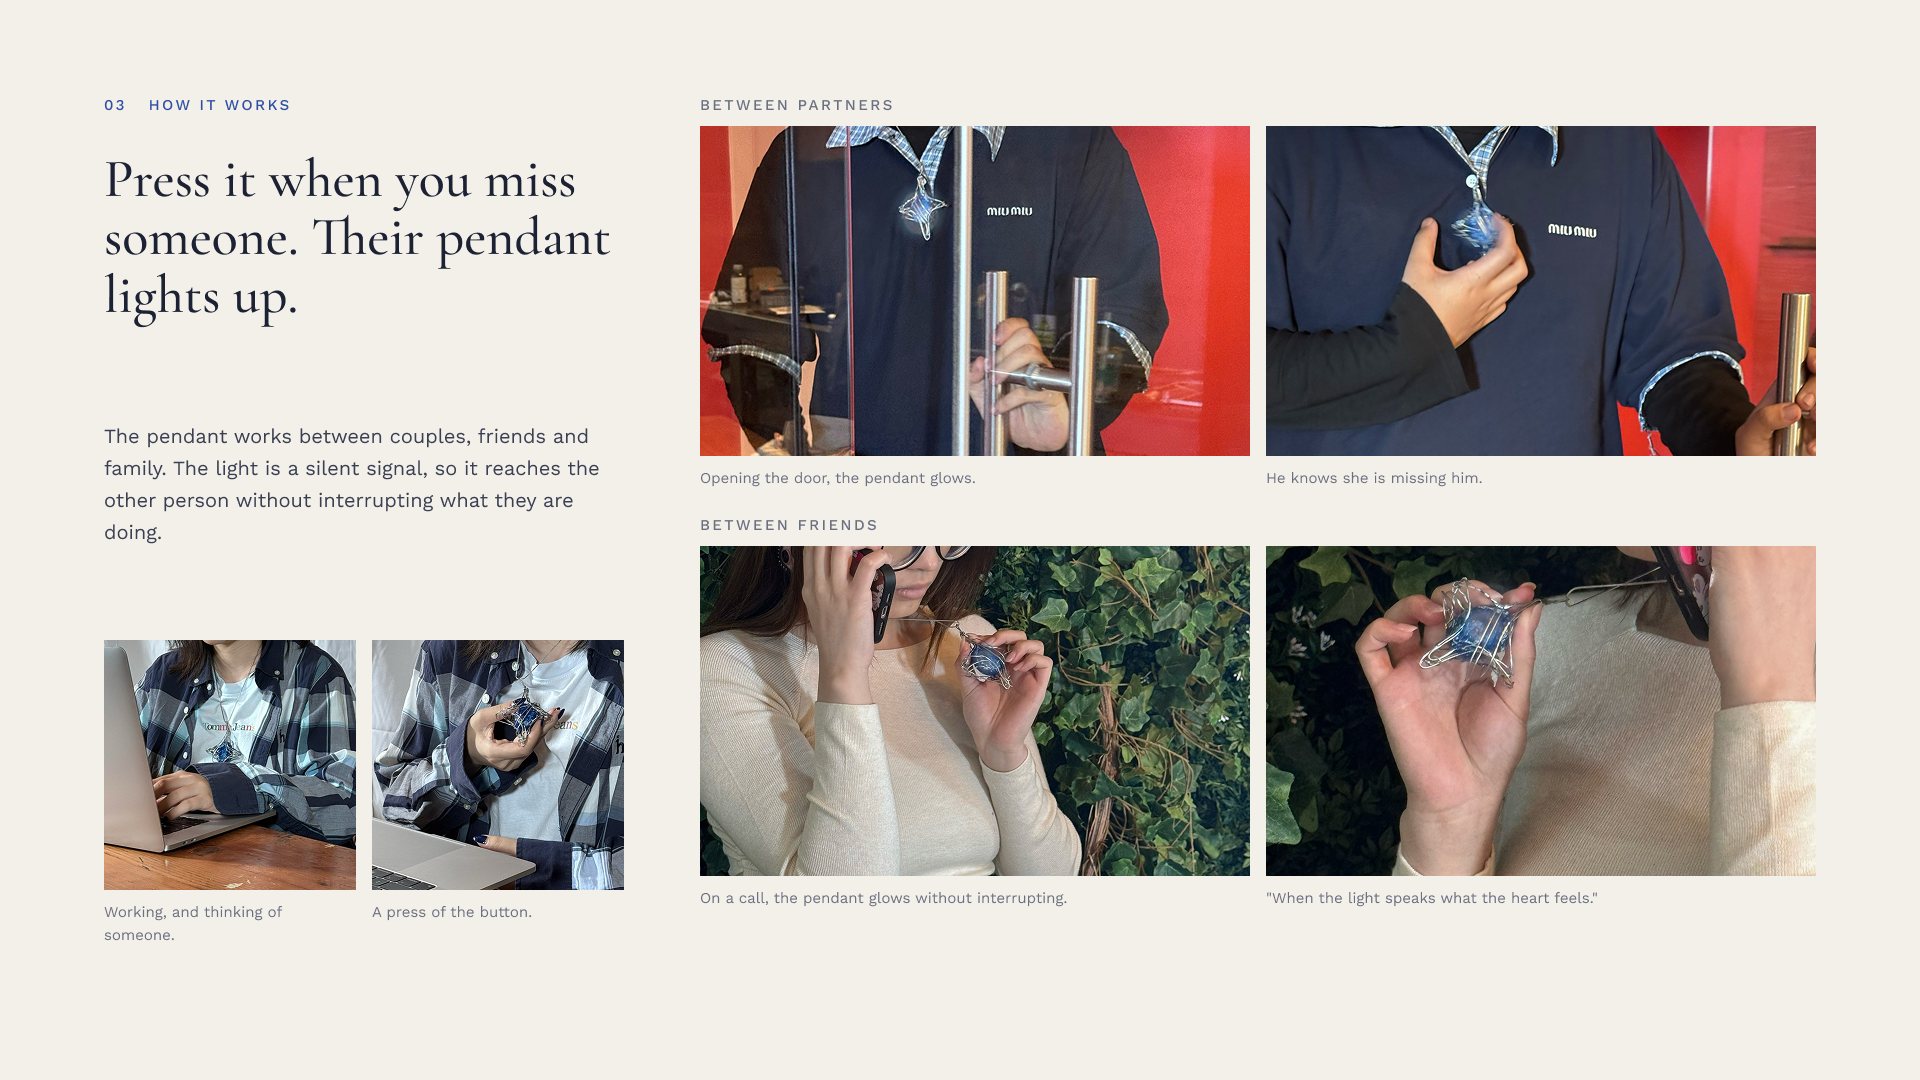 03 HOW IT WORKS
Press it when you miss
someone. Their pendant
lights up.
The pendant works between couples, friends and
family. The light is a silent signal, so it reaches the
other person without interrupting what they are
doing.
Tommy Jeans
eans
Working, and thinking of
someone.
A press of the button.
BETWEEN PARTNERS
MIU MIU
MIU MIU
Opening the door, the pendant glows.
He knows she is missing him.
BETWEEN FRIENDS
On a call, the pendant glows without interrupting.
"When the light speaks what the heart feels."